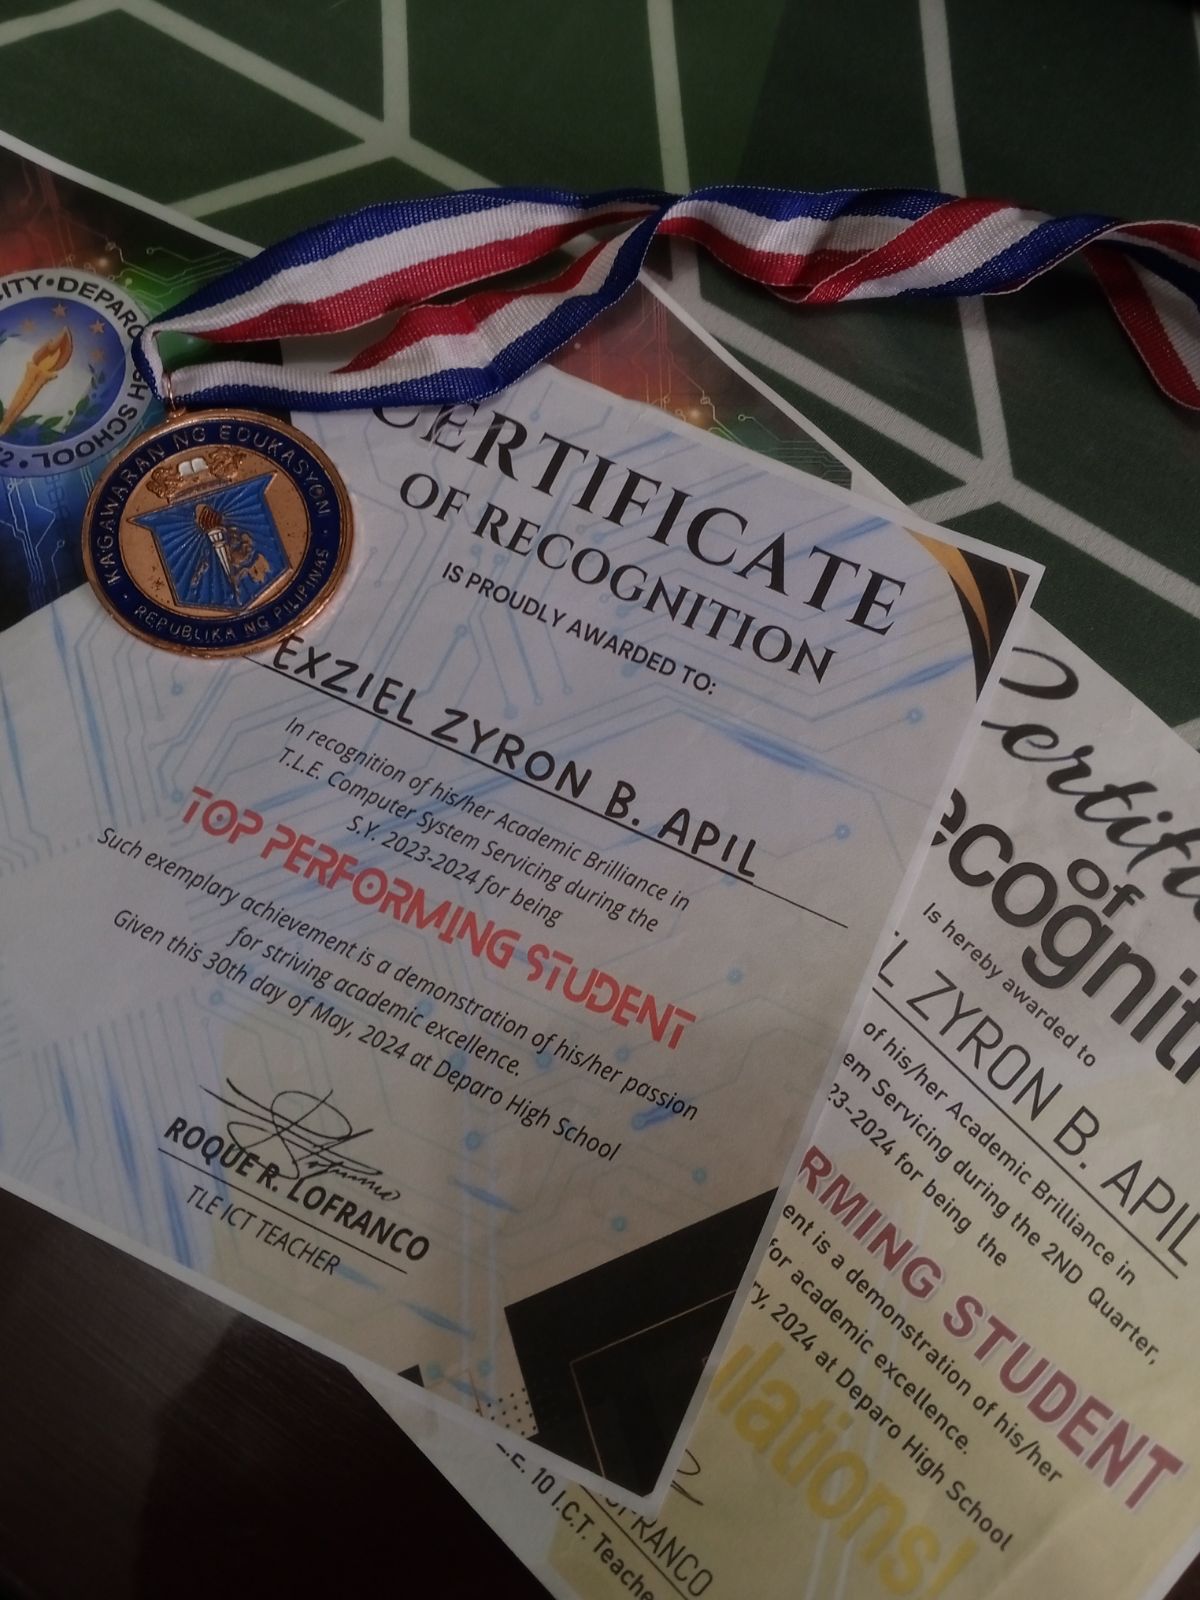 CITY • DEPARO HIGH SCHOOL
KAGAWARAN NG EDUKASYON
REPUBLIKA NG PILIPINAS
CERTIFICATE
OF RECOGNITION
IS PROUDLY AWARDED TO:
EXZIEL ZYRON B. APIL
In recognition of his/her Academic Brilliance in
T.L.E. Computer System Servicing during the
S.Y. 2023-2024 for being
TOP PERFORMING STUDENT
Such exemplary achievement is a demonstration of his/her passion
for striving academic excellence.
Given this 30th day of May, 2024 at Deparo High School
ROQUE R. LOFRANCO
TLE ICT TEACHER
Certifi
of
ecogniti
Is hereby awarded to
L ZYRON B. APIL
of his/her Academic Brilliance in
em Servicing during the 2ND Quarter,
23-2024 for being the
RMING STUDENT
ent is a demonstration of his/her
for academic excellence.
ry, 2024 at Deparo High School
ulations!
OFRANCO
.E. 10 I.C.T. Teache